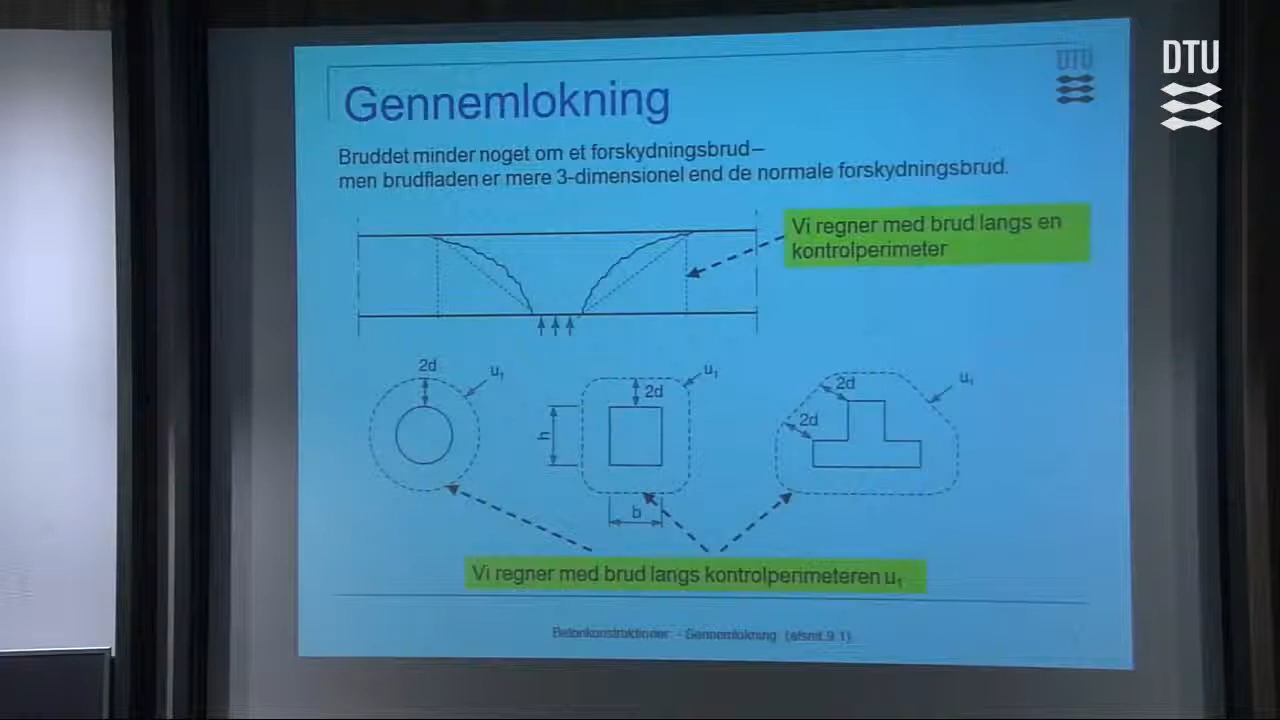 DTU
DTU
Gennemlokning
Bruddet minder noget om et forskydningsbrud–
men brudfladen er mere 3-dimensionel end de normale forskydningsbrud.
Vi regner med brud langs en
kontrolperimeter
2d
u₁
2d
u₁
h
b
2d
2d
u₁
Vi regner med brud langs kontrolperimeteren u₁
Betonkonstruktioner - Gennemlokning (afsnit 9.1)